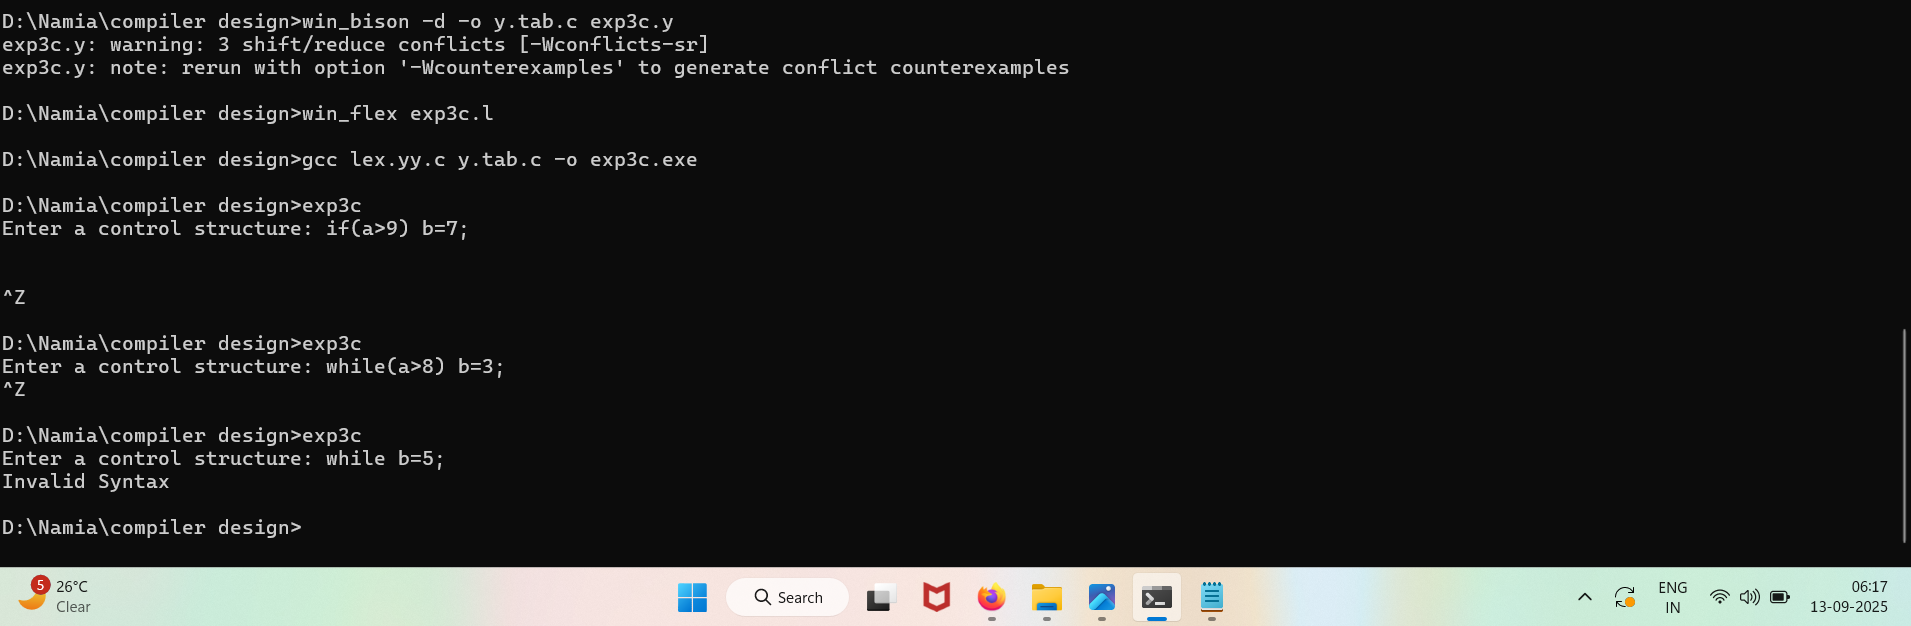 D:\Namia\compiler design>win_bison -d -o y.tab.c exp3c.y
exp3c.y: warning: 3 shift/reduce conflicts [-Wconflicts-sr]
exp3c.y: note: rerun with option '-Wcounterexamples' to generate conflict counterexamples
D:\Namia\compiler design>win_flex exp3c.l
D:\Namia\compiler design>gcc lex.yy.c y.tab.c -o exp3c.exe
D:\Namia\compiler design>exp3c
Enter a control structure: if(a>9) b=7;
^Z
D:\Namia\compiler design>exp3c
Enter a control structure: while(a>8) b=3;
^Z
D:\Namia\compiler design>exp3c
Enter a control structure: while b=5;
Invalid Syntax
D:\Namia\compiler design>
5
26°C
Clear
Search
ENG
IN
06:17
13-09-2025